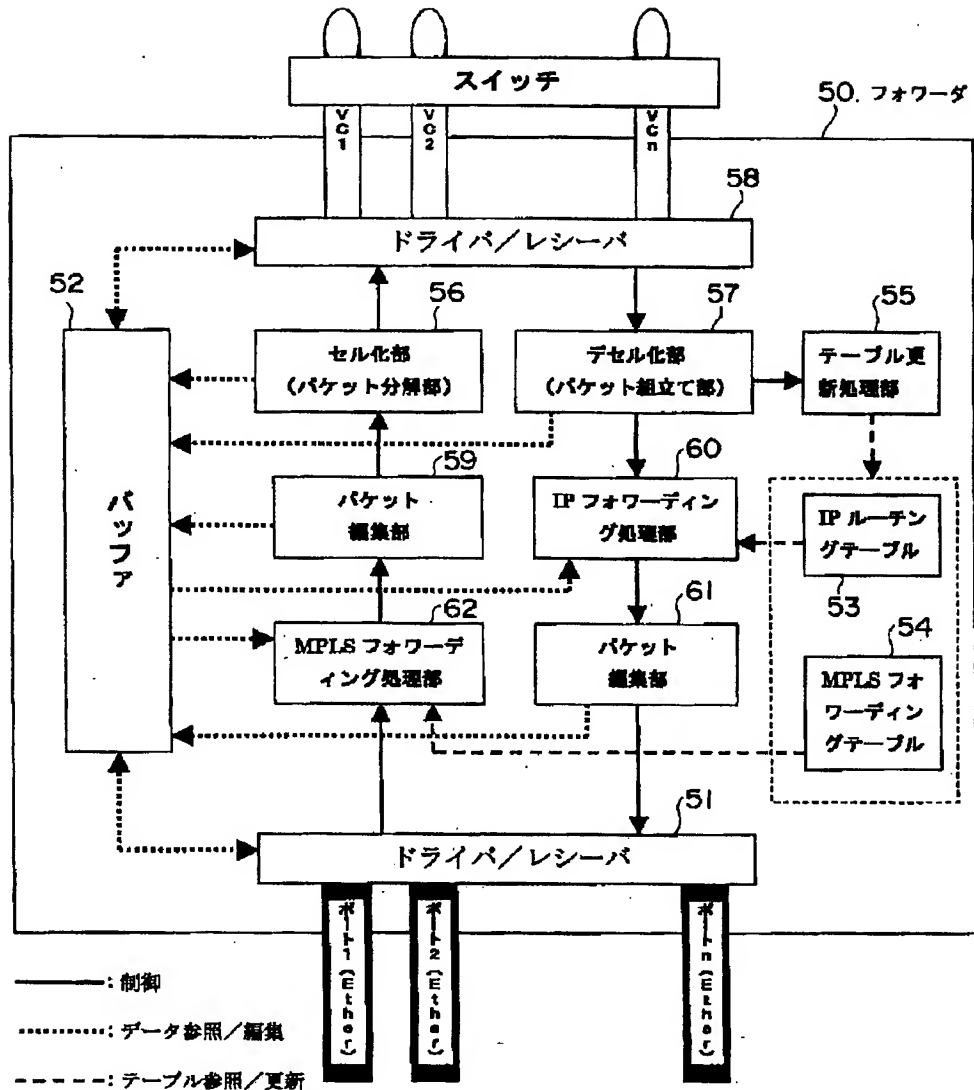 スイッチ
50. フォワーダ
VC1
VC2
VCn
58
ドライバ/レシーバ
52
56
57
55
セル化部
(パケット分解部)
デセル化部
(パケット組立て部)
テーブル更
新処理部
59
60
バッファ
パケット
編集部
IP フォワーディン
グ処理部
IP ルーチン
グテーブル
53
62
61
54
MPLS フォワーデ
ィング処理部
パケット
編集部
MPLS フォ
ワーディン
グテーブル
51
ドライバ/レシーバ
ポート1 (Ether)
ポート2 (Ether)
ポートn (Ether)
: 制御
: データ参照/編集
: テーブル参照/更新